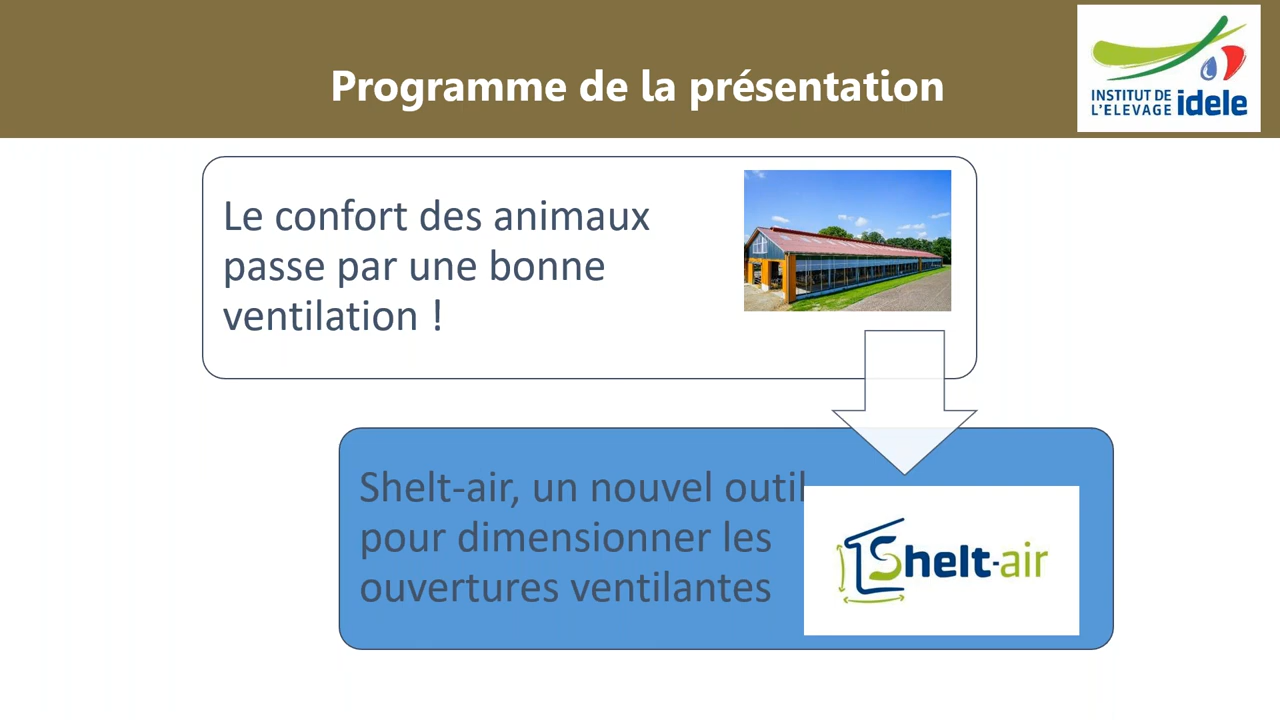 Programme de la présentation
INSTITUT DE
L'ELEVAGE idele
Le confort des animaux
passe par une bonne
ventilation !
Shelt-air, un nouvel outil
pour dimensionner les
ouvertures ventilantes
Shelt-air